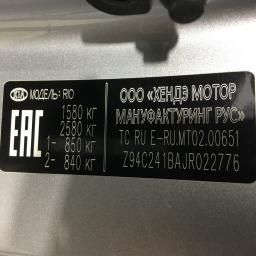 KIA МОДЕЛЬ: RIO
EAC
1580 КГ
2580 КГ
1- 850 КГ
2- 840 КГ
ООО «ХЕНДЭ МОТОР
МАНУФАКТУРИНГ РУС»
ТС RU E-RU.MT02.00651
Z94C241BAJR022776